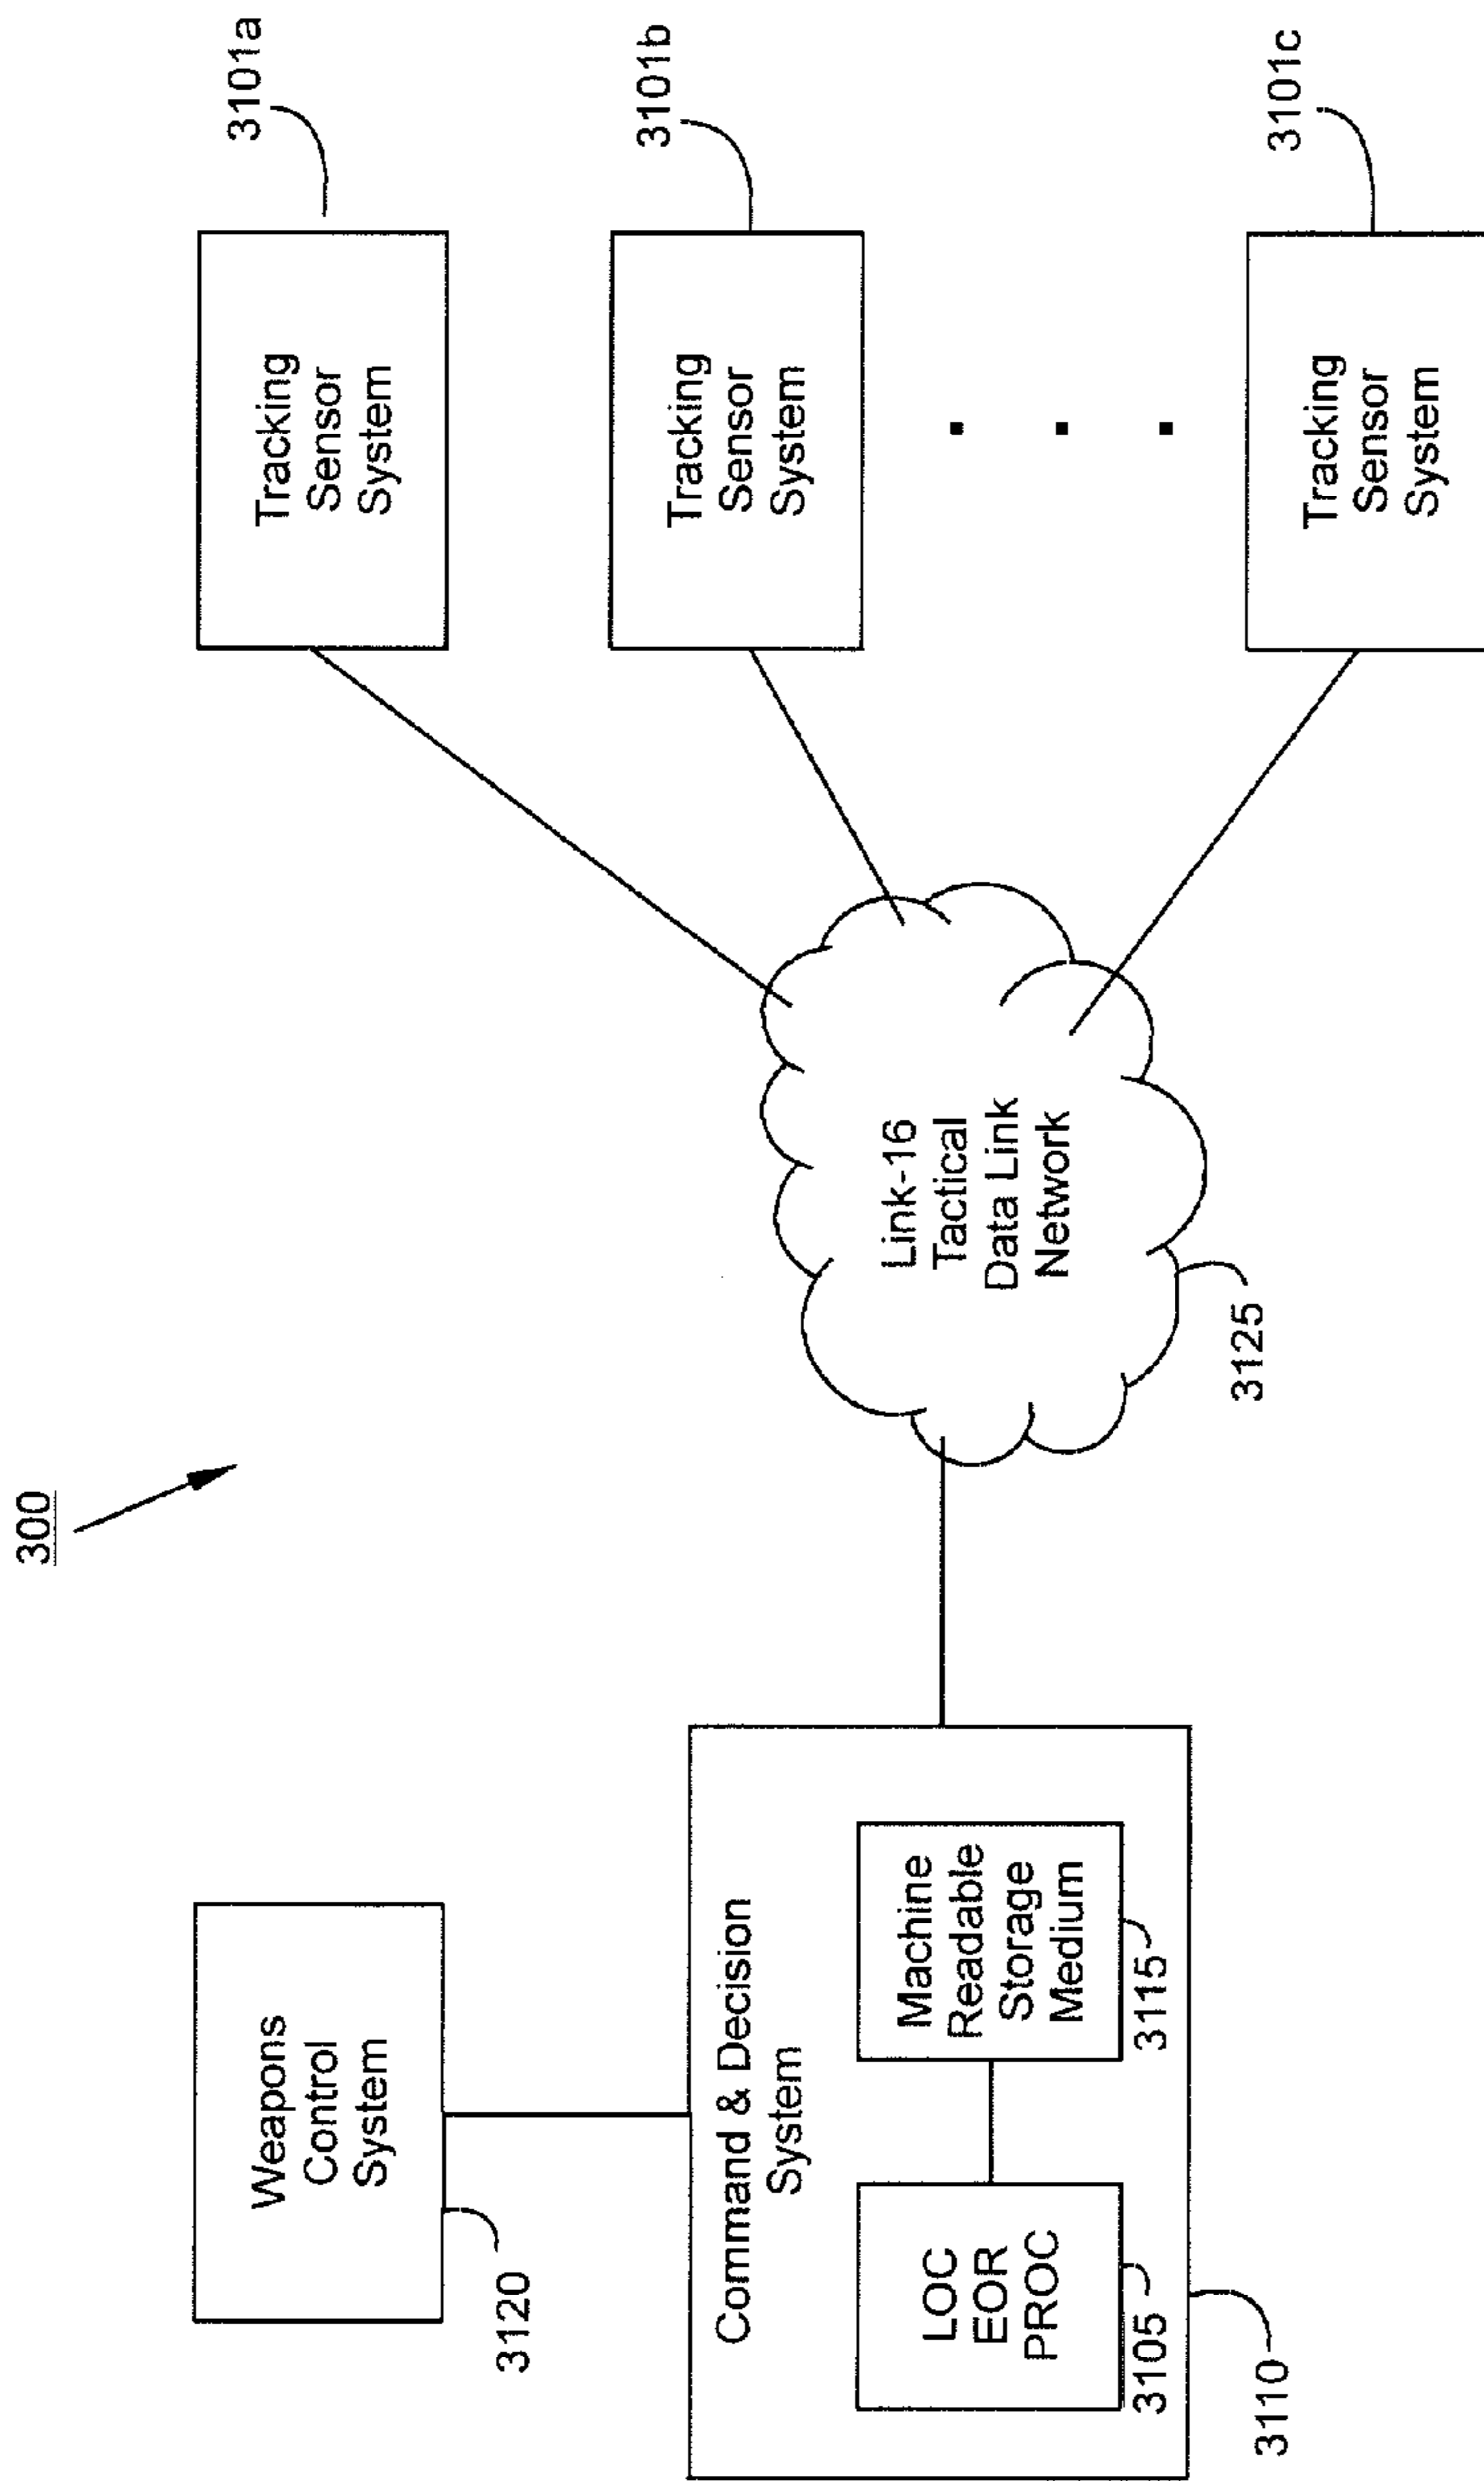 300
Weapons
Control
System
3120
Command & Decision
System
LOC
EOR
PROC
3105
Machine
Readable
Storage
Medium
3115
3110
Link-16
Tactical
Data Link
Network
3125
Tracking
Sensor
System
3101a
Tracking
Sensor
System
3101b
Tracking
Sensor
System
3101c